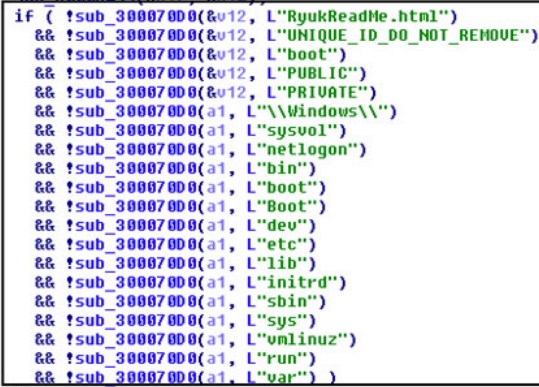 if ( !sub_300070D0(&v12, L"RyukReadMe.html")
&& !sub_300070D0(&v12, L"UNIQUE_ID_DO_NOT_REMOVE")
&& !sub_300070D0(&v12, L"boot")
&& !sub_300070D0(&v12, L"PUBLIC")
&& !sub_300070D0(&v12, L"PRIVATE")
&& !sub_300070D0(a1, L"\\Windows\\")
&& !sub_300070D0(a1, L"sysvol")
&& !sub_300070D0(a1, L"netlogon")
&& !sub_300070D0(a1, L"bin")
&& !sub_300070D0(a1, L"boot")
&& !sub_300070D0(a1, L"Boot")
&& !sub_300070D0(a1, L"dev")
&& !sub_300070D0(a1, L"etc")
&& !sub_300070D0(a1, L"lib")
&& !sub_300070D0(a1, L"initrd")
&& !sub_300070D0(a1, L"sbin")
&& !sub_300070D0(a1, L"sys")
&& !sub_300070D0(a1, L"vmlinuz")
&& !sub_300070D0(a1, L"run")
&& !sub_300070D0(a1, L"var") )